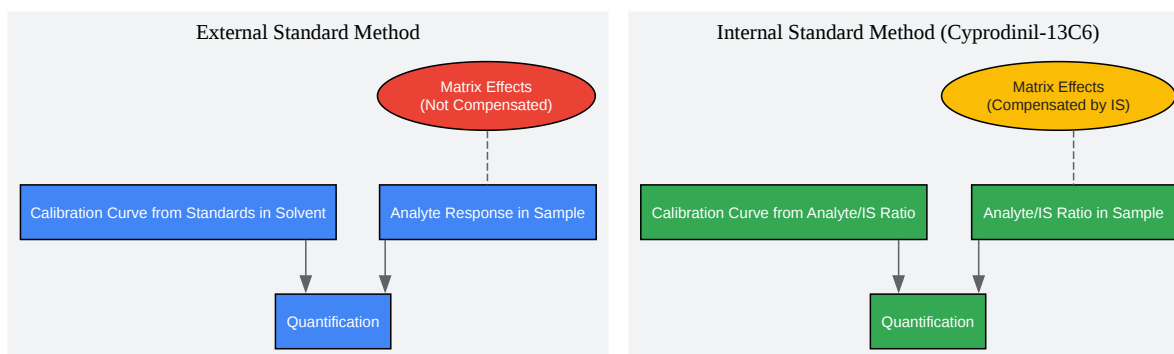 External Standard Method
Matrix Effects
(Not Compensated)
Calibration Curve from Standards in Solvent
Analyte Response in Sample
Quantification
Internal Standard Method (Cyprodinil-13C6)
Matrix Effects
(Compensated by IS)
Calibration Curve from Analyte/IS Ratio
Analyte/IS Ratio in Sample
Quantification